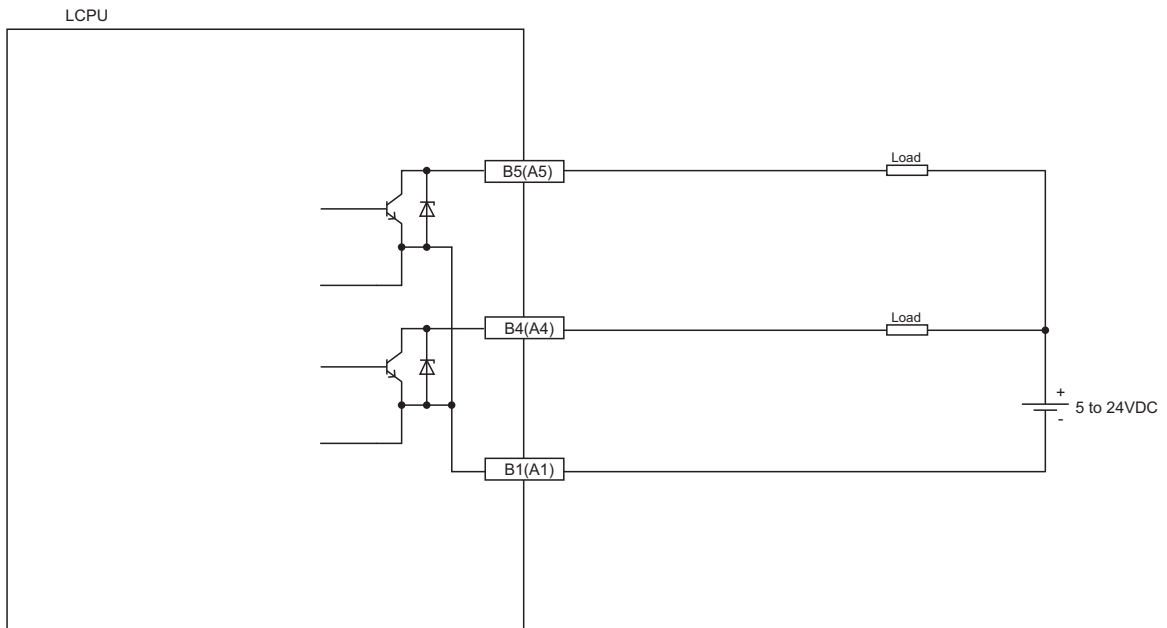 LCPU
B5(A5)
Load
B4(A4)
Load
+
5 to 24VDC
-
B1(A1)